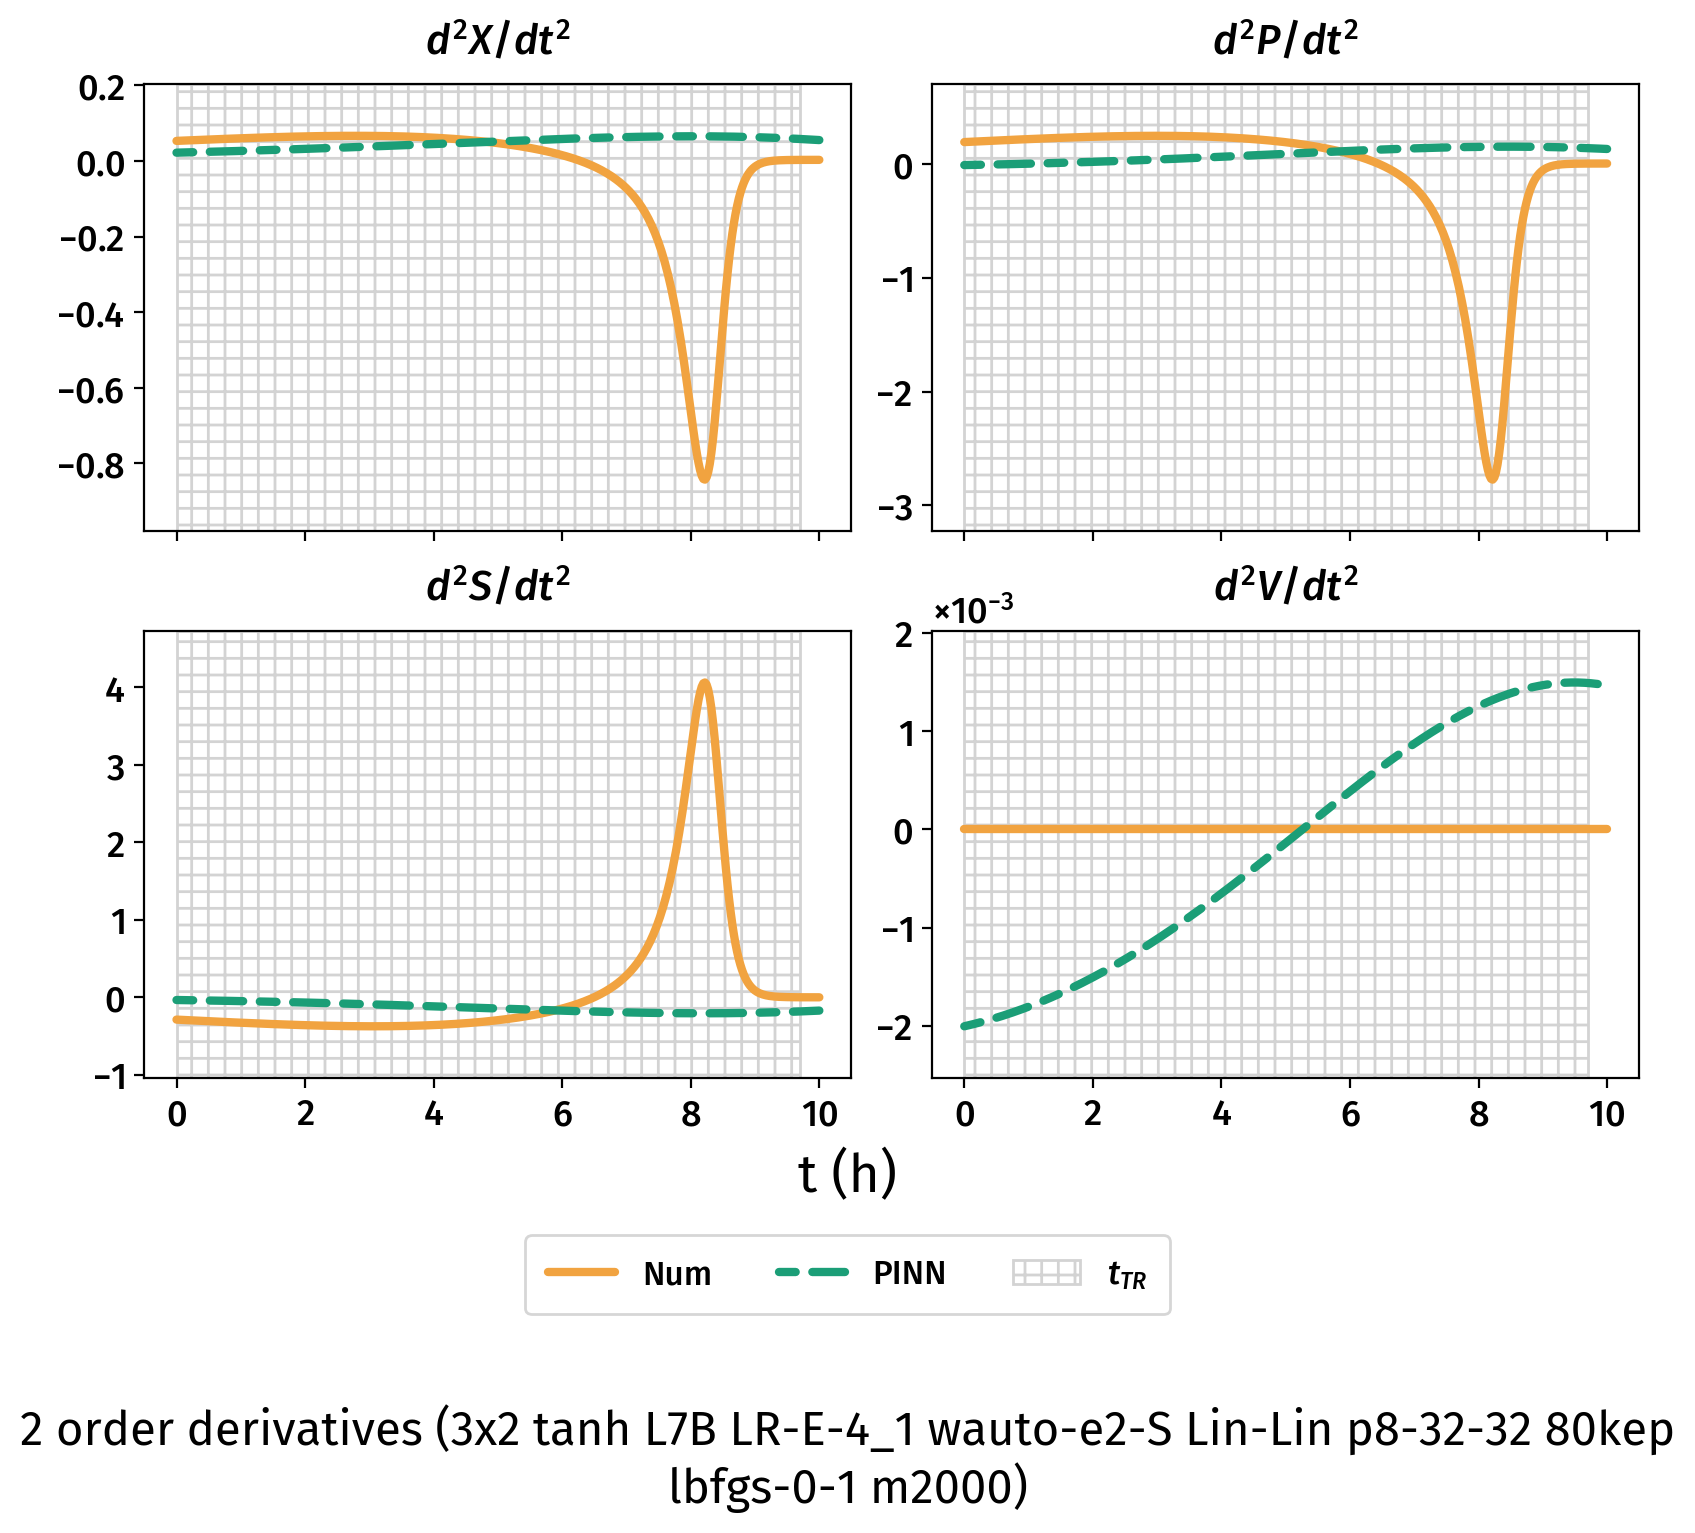 d²X/dt²
d²P/dt²
0.2
0.0
−0.2
−0.4
−0.6
−0.8
0
−1
−2
−3
d²S/dt²
d²V/dt²
×10⁻³
4
3
2
1
0
−1
2
1
0
−1
−2
0 2 4 6 8 10
0 2 4 6 8 10
t (h)
Num PINN t_TR
2 order derivatives (3x2 tanh L7B LR-E-4_1 wauto-e2-S Lin-Lin p8-32-32 80kep
lbfgs-0-1 m2000)